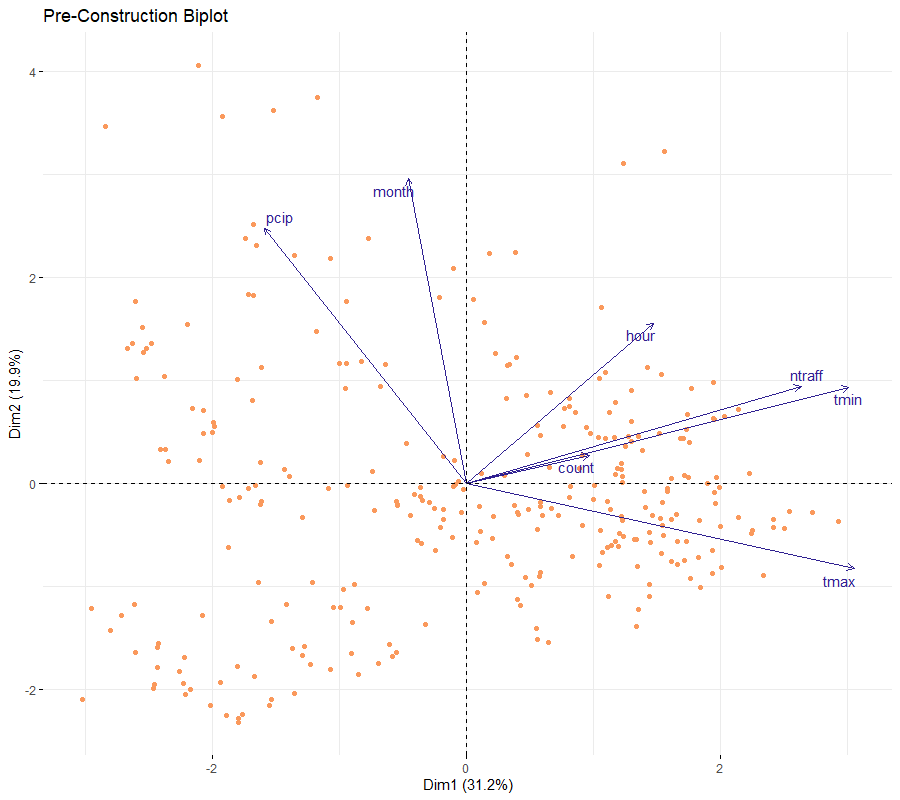 Pre-Construction Biplot
4
month
pcip
2
hour
ntraff
tmin
count
0
tmax
-2
-2
0
2
Dim1 (31.2%)
Dim2 (19.9%)